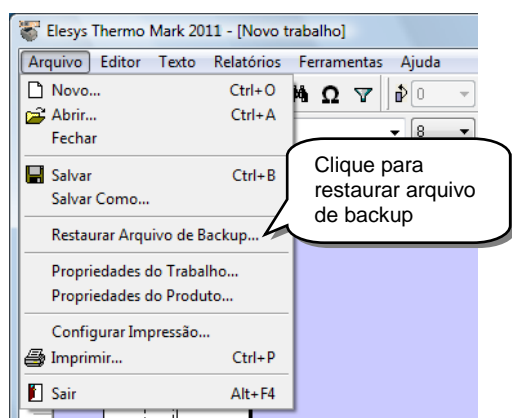 Elesys Thermo Mark 2011 - [Novo trabalho]
Arquivo Editor Texto Relatórios Ferramentas Ajuda
Novo... Ctrl+O
Ω 0
Abrir... Ctrl+A
Fechar
8
Salvar Ctrl+B
Salvar Como...
Clique para
restaurar arquivo
de backup
Restaurar Arquivo de Backup...
Propriedades do Trabalho...
Propriedades do Produto...
Configurar Impressão...
Imprimir... Ctrl+P
Sair Alt+F4